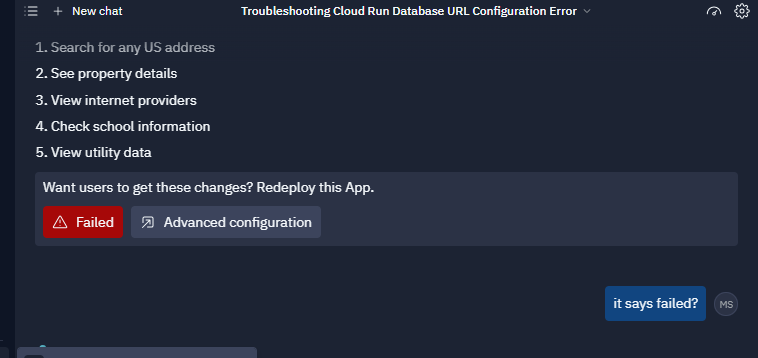 New chat
Troubleshooting Cloud Run Database URL Configuration Error
1. Search for any US address
2. See property details
3. View internet providers
4. Check school information
5. View utility data
Want users to get these changes? Redeploy this App.
Failed
Advanced configuration
it says failed?
MS